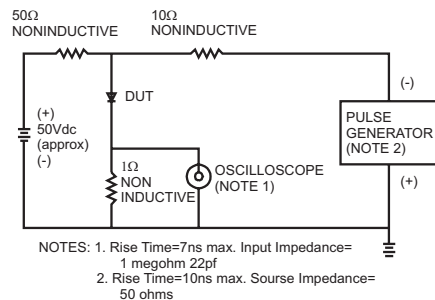 50Ω
NONINDUCTIVE
10Ω
NONINDUCTIVE
(+)
50Vdc
(approx)
(-)
DUT
1Ω
NON
INDUCTIVE
OSCILLOSCOPE
(NOTE 1)
(-)
PULSE
GENERATOR
(NOTE 2)
(+)
NOTES: 1. Rise Time=7ns max. Input Impedance=
1 megohm 22pf
2. Rise Time=10ns max. Sourse Impedance=
50 ohms